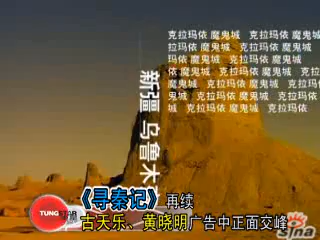 克拉玛依 魔鬼城 克拉玛依 魔鬼城
拉玛依 魔鬼城 克拉玛依 魔鬼城
玛依 魔鬼城 克拉玛依 魔鬼城
依 魔鬼城 克拉玛依 魔鬼城 克拉
魔鬼城 克拉玛依 魔鬼城 克拉玛依
鬼城 克拉玛依 魔鬼城 克拉玛依
城 克拉玛依 魔鬼城 克拉玛依
新疆 乌鲁木
TUNG
《寻秦记》再续
古天乐、黄晓明广告中正面交峰
sina